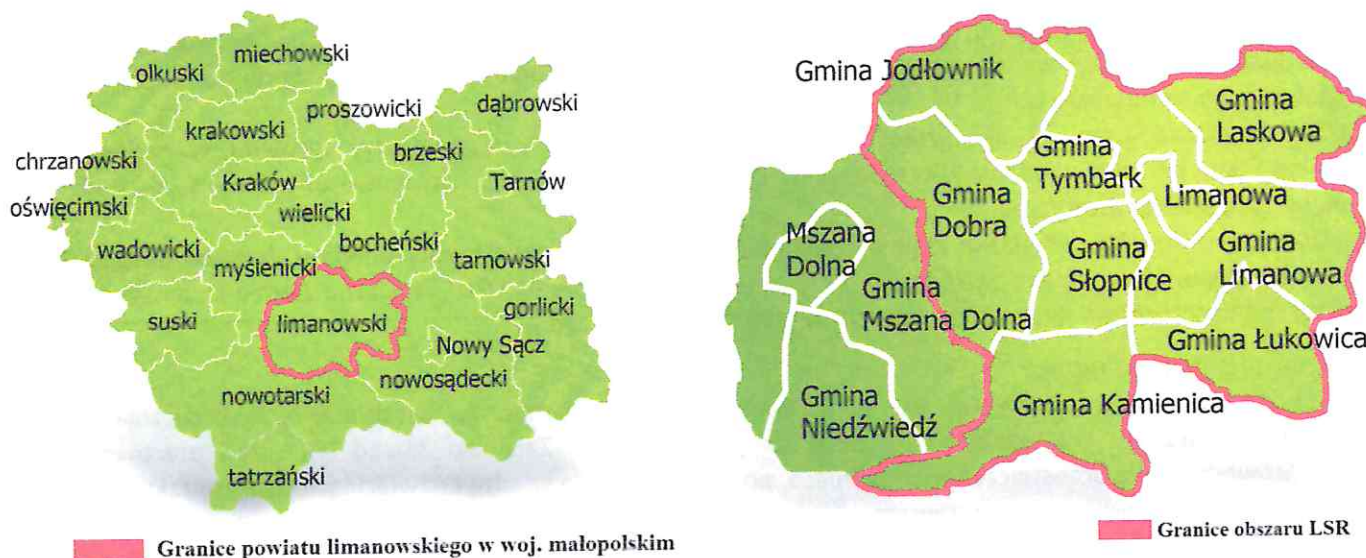 miechowski
olkuski
proszowicki
dąbrowski
krakowski
brzeski
chrzanowski
Kraków
Tarnów
oświęcimski
wielicki
wadowicki
bocheński
myślenicki
tarnowski
suski
limanowski
gorlicki
Nowy Sącz
nowosądecki
nowotarski
tatrzański
Granice powiatu limanowskiego w woj. małopolskim
Gmina Jodłownik
Gmina
Laskowa
Gmina
Tymbark
Limanowa
Gmina
Dobra
Mszana
Dolna
Gmina
Słopnice
Gmina
Limanowa
Gmina
Mszana Dolna
Gmina Łukowica
Gmina
Niedźwiedź
Gmina Kamienica
Granice obszaru LSR